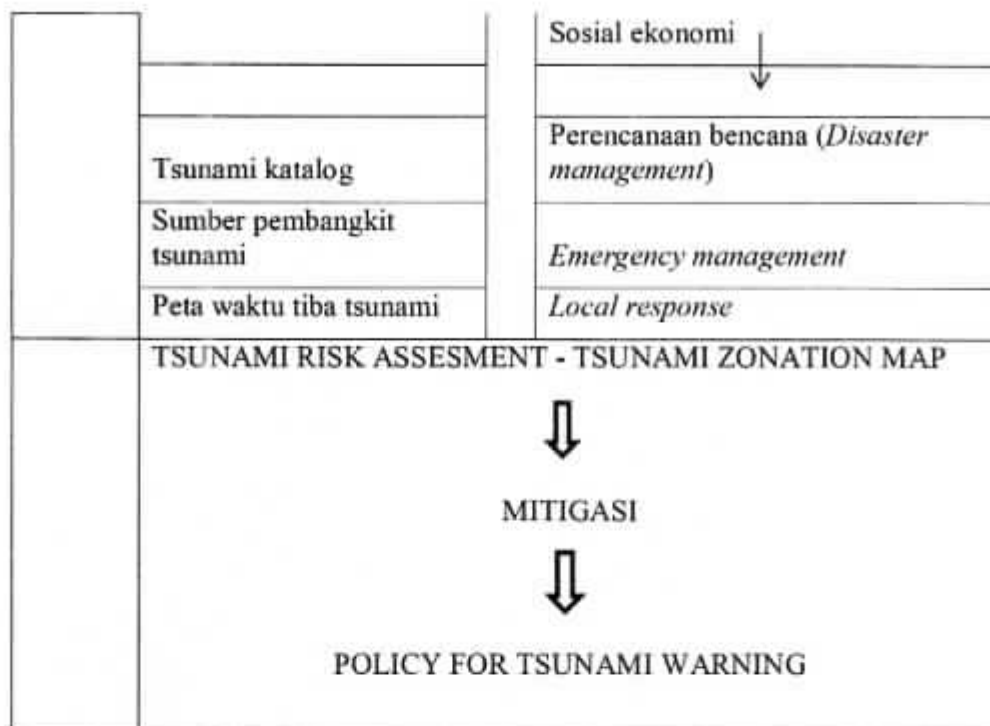 Sosial ekonomi
Tsunami katalog
Perencanaan bencana (Disaster
management)
Sumber pembangkit
tsunami
Emergency management
Peta waktu tiba tsunami
Local response
TSUNAMI RISK ASSESMENT - TSUNAMI ZONATION MAP
MITIGASI
POLICY FOR TSUNAMI WARNING